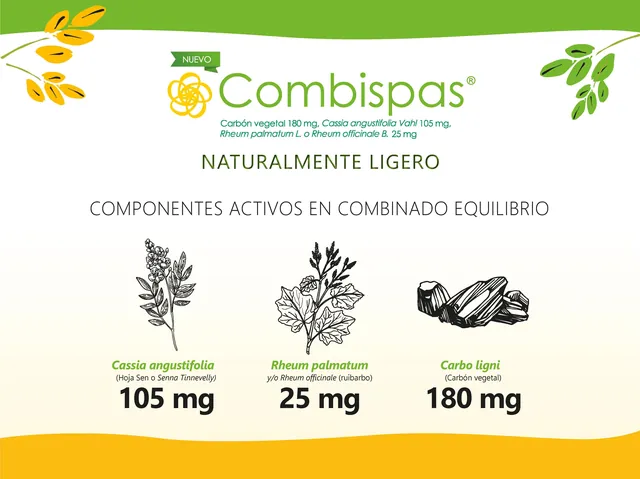 NUEVO
Combispas®
Carbón vegetal 180 mg, Cassia angustifolia Vahl 105 mg,
Rheum palmatum L. o Rheum officinale B. 25 mg
NATURALMENTE LIGERO
COMPONENTES ACTIVOS EN COMBINADO EQUILIBRIO
Cassia angustifolia
(Hoja Sen o Senna Tinnevelly)
105 mg
Rheum palmatum
y/o Rheum officinale (ruibarbo)
25 mg
Carbo ligni
(Carbón vegetal)
180 mg